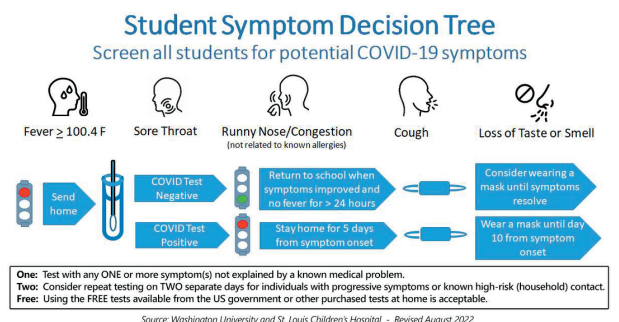 Student Symptom Decision Tree
Screen all students for potential COVID-19 symptoms
Fever ≥ 100.4 F
Sore Throat
Runny Nose/Congestion
(not related to known allergies)
Cough
Loss of Taste or Smell
Send
home
COVID Test
Negative
Return to school when
symptoms improved and
no fever for > 24 hours
Consider wearing a
mask until symptoms
resolve
COVID Test
Positive
Stay home for 5 days
from symptom onset
Wear a mask until day
10 from symptom
onset
One: Test with any ONE or more symptom(s) not explained by a known medical problem.
Two: Consider repeat testing on TWO separate days for individuals with progressive symptoms or known high-risk (household) contact.
Free: Using the FREE tests available from the US government or other purchased tests at home is acceptable.
Source: Washington University and St. Louis Children's Hospital - Revised August 2022